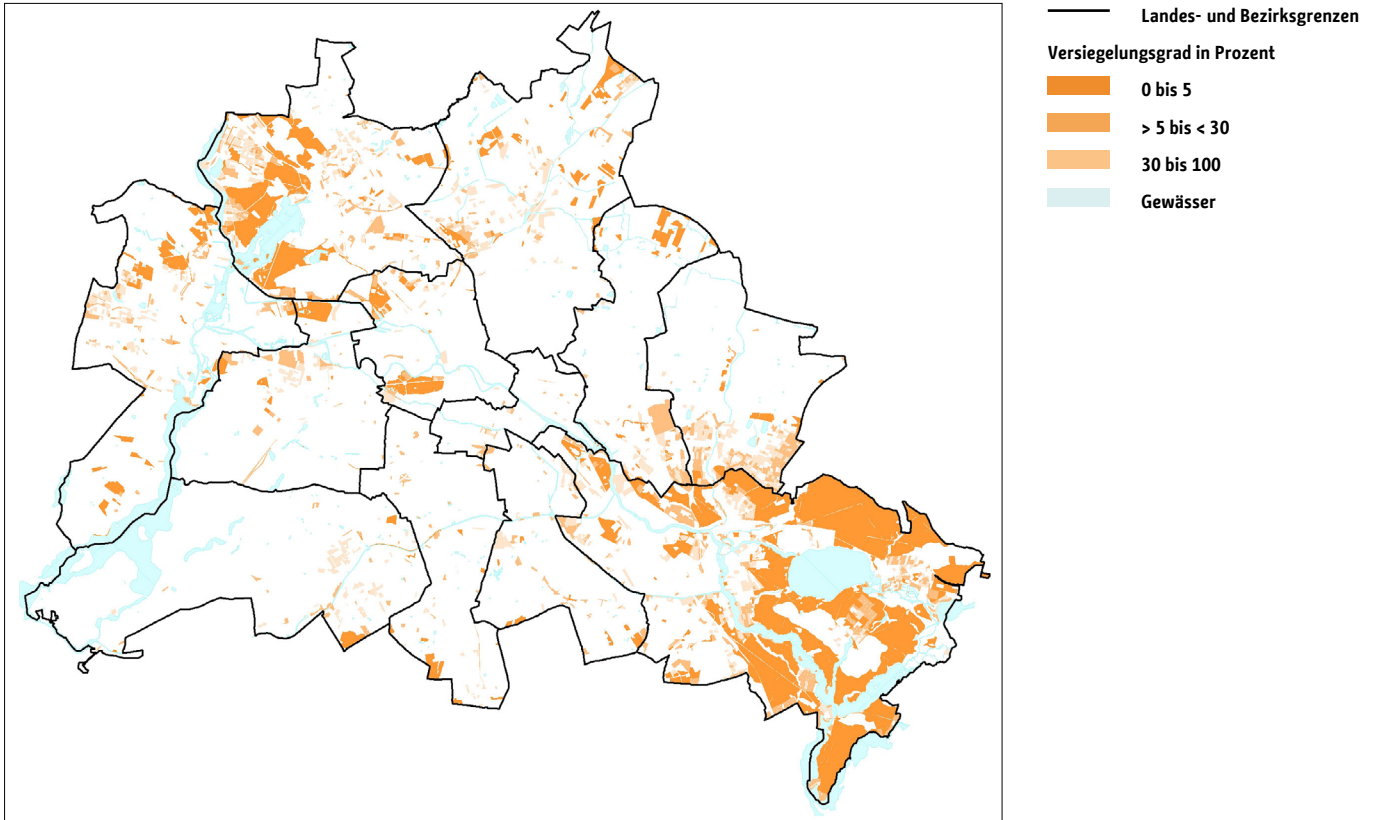 Landes- und Bezirksgrenzen
Versiegelungsgrad in Prozent
0 bis 5
> 5 bis < 30
30 bis 100
Gewässer